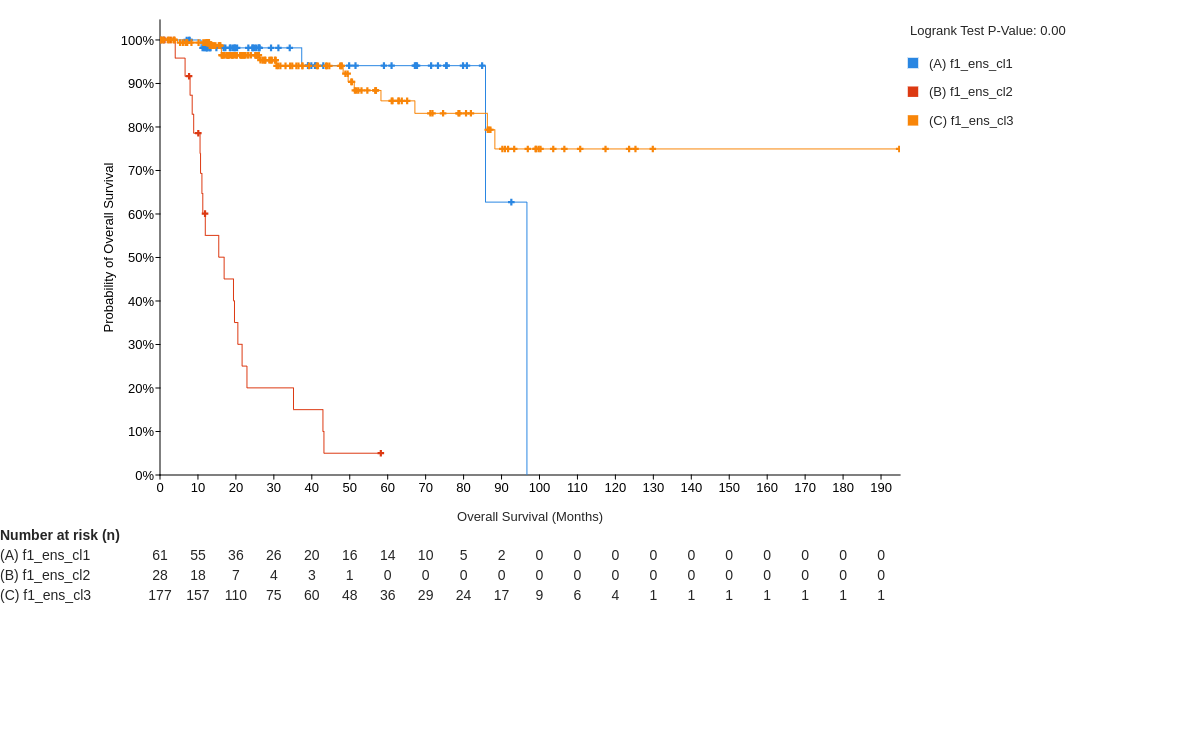 Logrank Test P-Value: 0.00
(A) f1_ens_cl1
(B) f1_ens_cl2
(C) f1_ens_cl3
Probability of Overall Survival
100%
90%
80%
70%
60%
50%
40%
30%
20%
10%
0%
0 10 20 30 40 50 60 70 80 90 100 110 120 130 140 150 160 170 180 190
Overall Survival (Months)
Number at risk (n)
(A) f1_ens_cl1 61 55 36 26 20 16 14 10 5 2 0 0 0 0 0 0 0 0 0 0
(B) f1_ens_cl2 28 18 7 4 3 1 0 0 0 0 0 0 0 0 0 0 0 0 0 0
(C) f1_ens_cl3 177 157 110 75 60 48 36 29 24 17 9 6 4 1 1 1 1 1 1 1